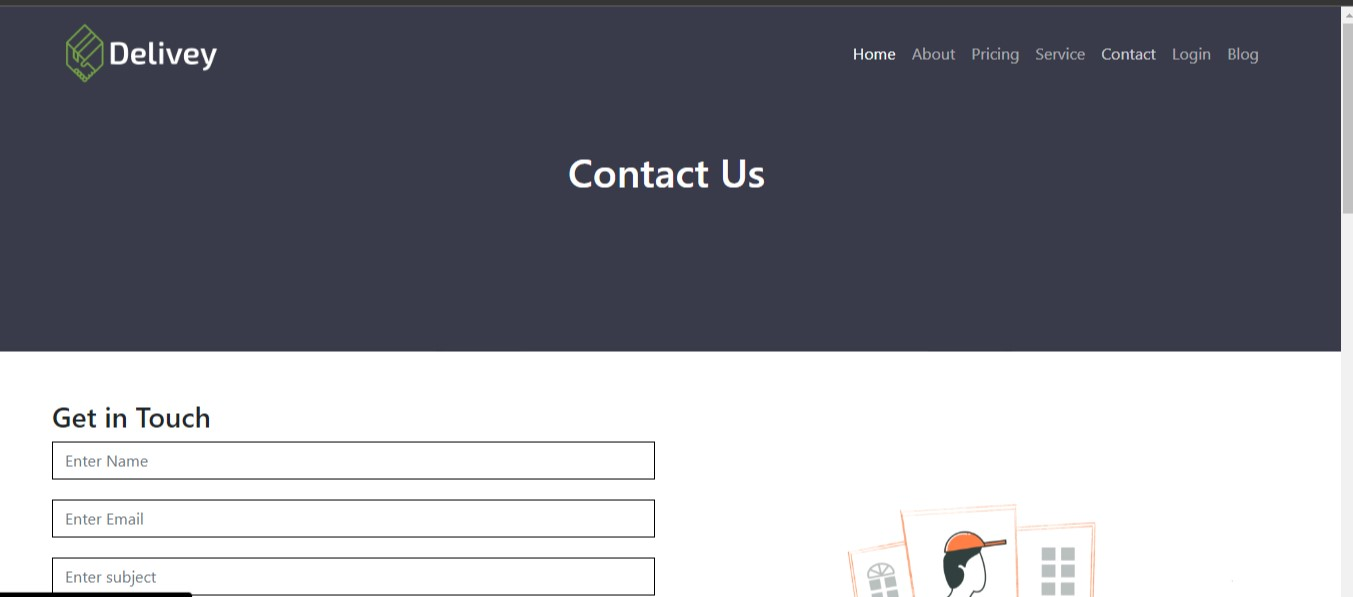 Delivey
Home About Pricing Service Contact Login Blog
Contact Us
Get in Touch
Enter Name
Enter Email
Enter subject